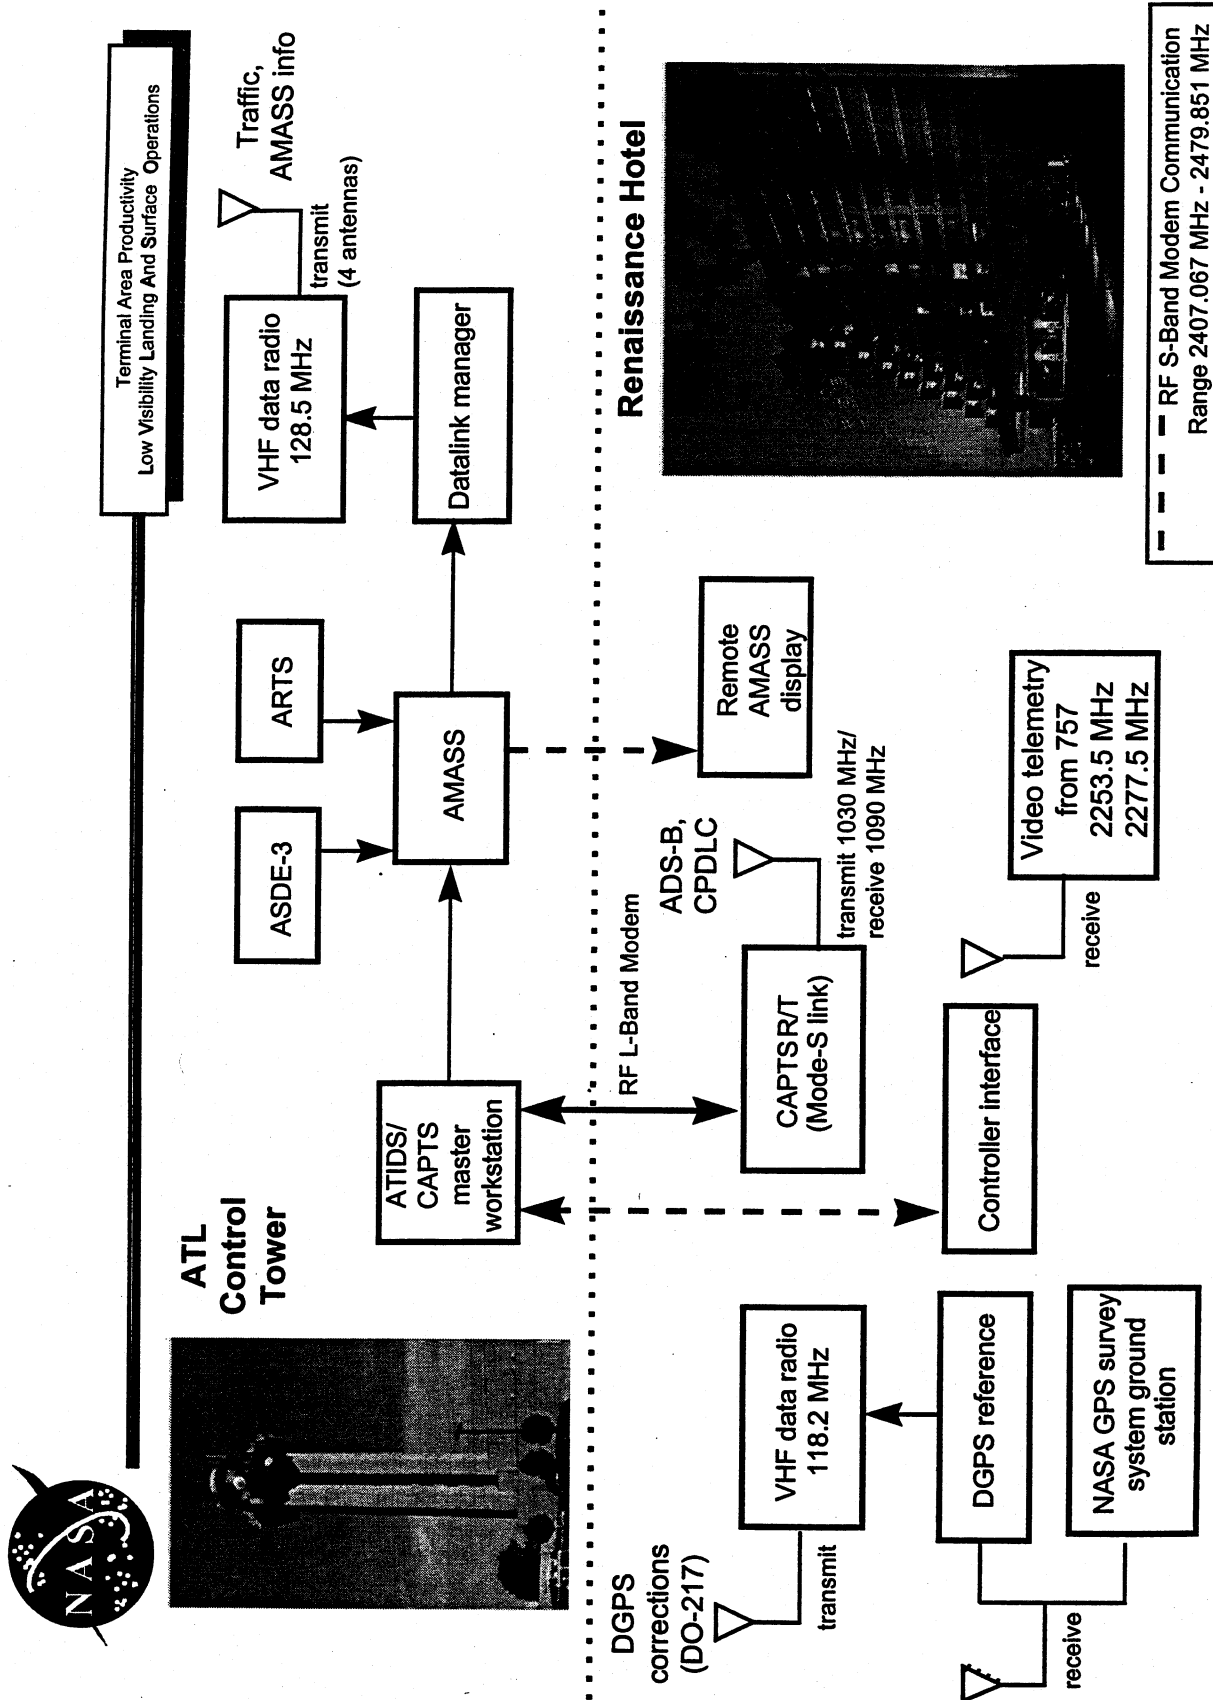 NASA
Terminal Area Productivity
Low Visibility Landing And Surface Operations
ATL
Control
Tower
ASDE-3
ARTS
VHF data radio
128.5 MHz
Traffic,
AMASS info
transmit
(4 antennas)
ATIDS/
CAPTS
master
workstation
AMASS
Datalink manager
RF L-Band Modem
Renaissance Hotel
DGPS
corrections
(DO-217)
transmit
VHF data radio
118.2 MHz
CAPTSR/T
(Mode-S link)
ADS-B,
CPDLC
transmit 1030 MHz/
receive 1090 MHz
Remote
AMASS
display
DGPS reference
Controller interface
receive
NASA GPS survey
system ground
station
receive
Video telemetry
from 757
2253.5 MHz
2277.5 MHz
RF S-Band Modem Communication
Range 2407.067 MHz - 2479.851 MHz